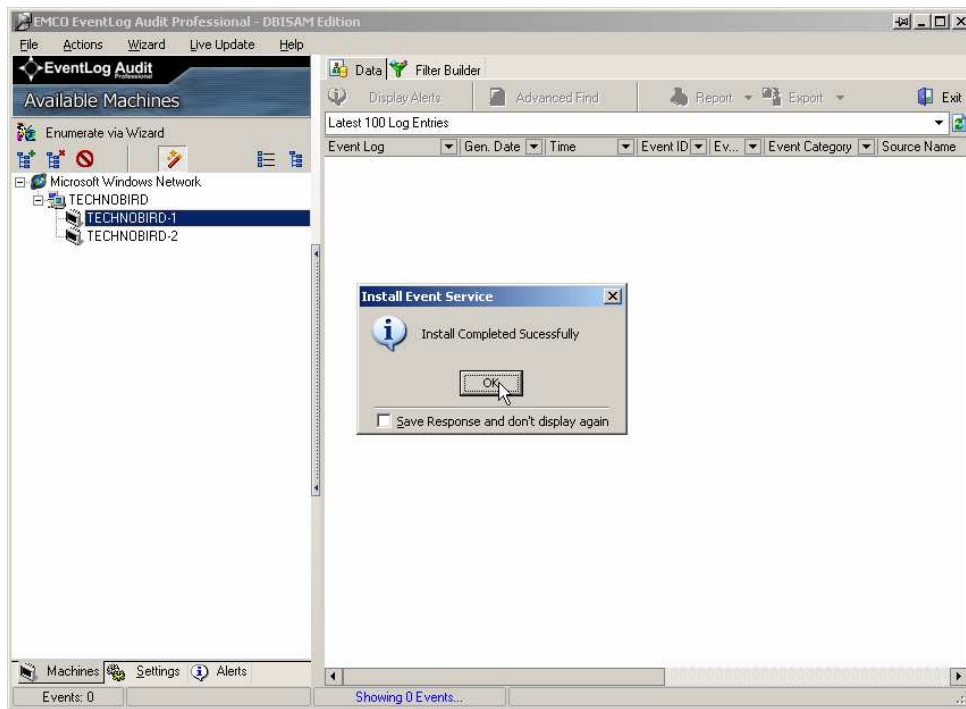 EMCO EventLog Audit Professional - DBISAM Edition
File Actions Wizard Live Update Help
EventLog Audit
Professional
Available Machines
Enumerate via Wizard
Microsoft Windows Network
TECHNOBIRD
TECHNOBIRD-1
TECHNOBIRD-2
Data Filter Builder
Display Alerts Advanced Find Report Export Exit
Latest 100 Log Entries
Event Log Gen. Date Time Event ID Ev... Event Category Source Name
Install Event Service
Install Completed Sucessfully
OK
Save Response and don't display again
Machines Settings Alerts
Events: 0 Showing 0 Events...